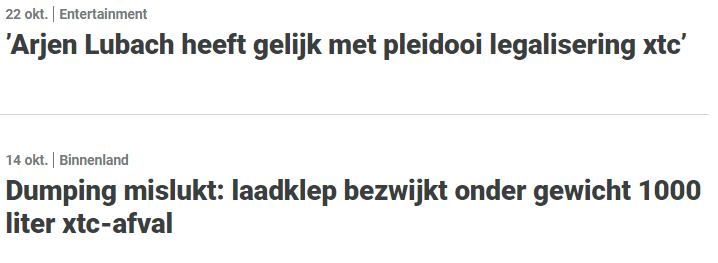 22 okt. | Entertainment
’Arjen Lubach heeft gelijk met pleidooi legalisering xtc’
14 okt. | Binnenland
Dumping mislukt: laadklep bezwijkt onder gewicht 1000
liter xtc-afval